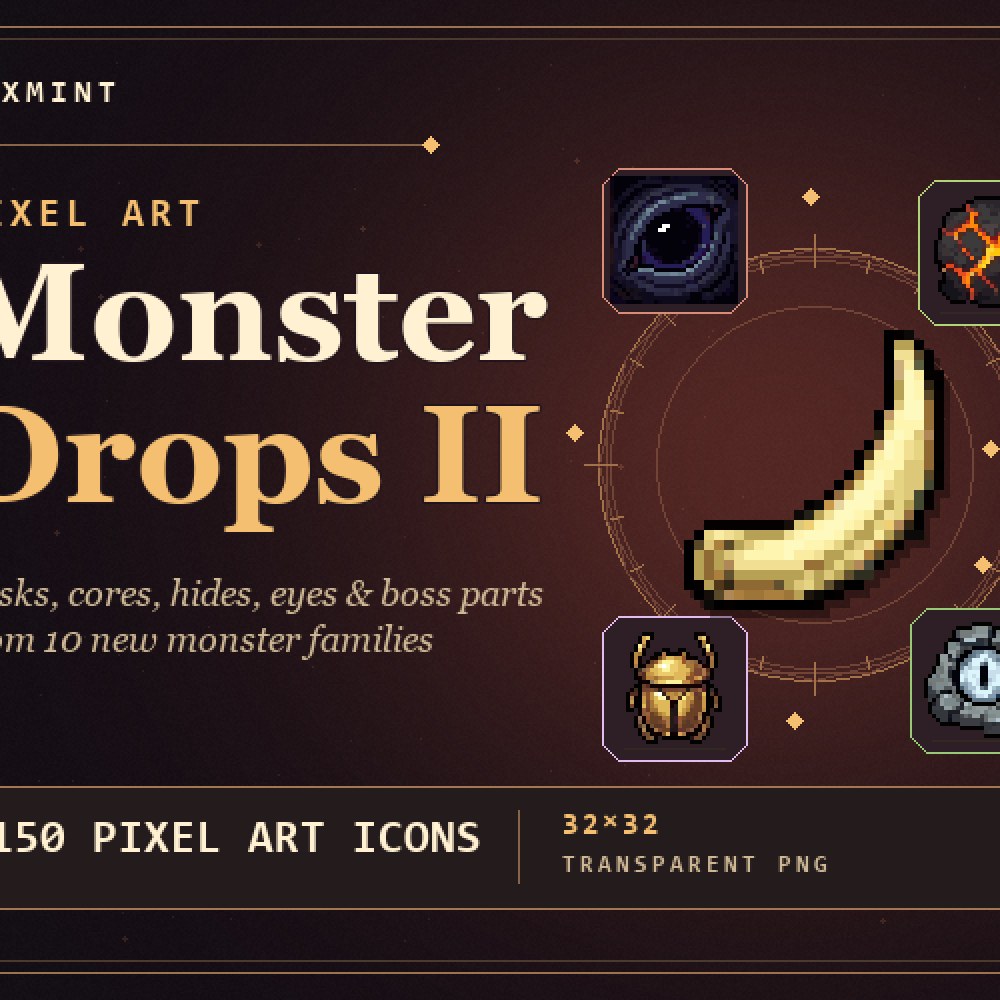 XMINT
IXEL ART
Monster
Drops II
sks, cores, hides, eyes & boss parts
om 10 new monster families
150 PIXEL ART ICONS
32×32
TRANSPARENT PNG